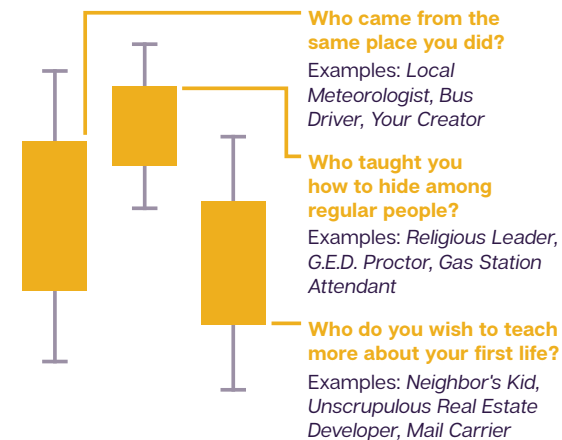 Who came from the
same place you did?
Examples: Local
Meteorologist, Bus
Driver, Your Creator
Who taught you
how to hide among
regular people?
Examples: Religious Leader,
G.E.D. Proctor, Gas Station
Attendant
Who do you wish to teach
more about your first life?
Examples: Neighbor's Kid,
Unscrupulous Real Estate
Developer, Mail Carrier